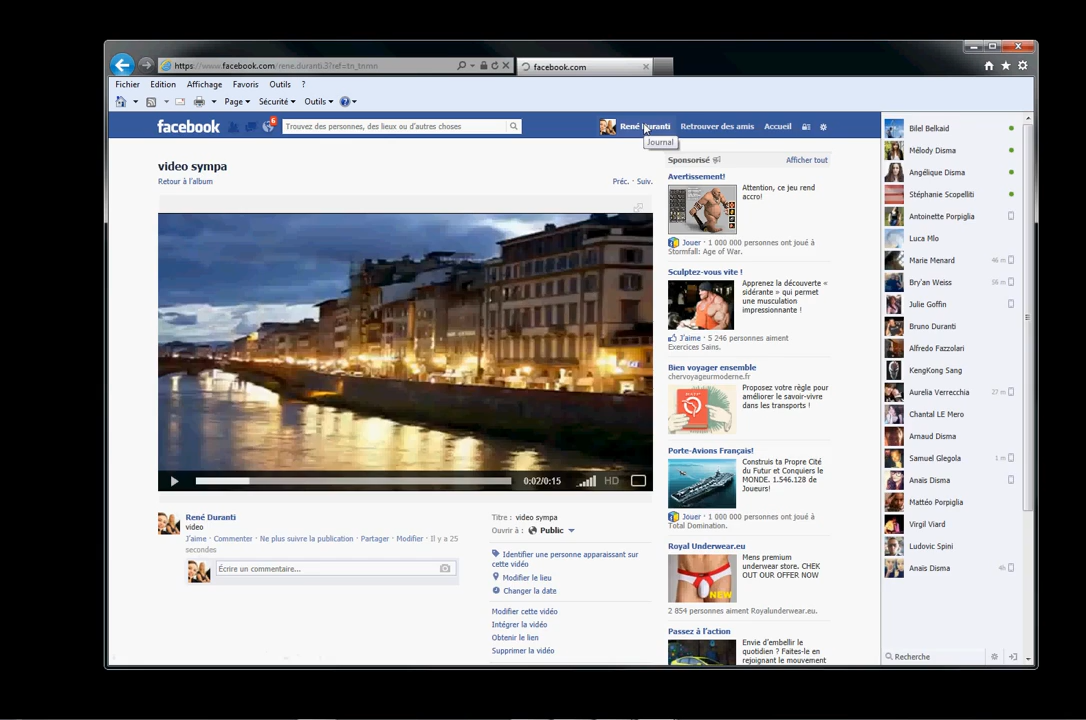 https://www.facebook.com/rene.duranti.3?ref=tn_tnmn
facebook.com
Fichier Edition Affichage Favoris Outils ?
Page Sécurité Outils
facebook
6
Trouvez des personnes, des lieux ou d'autres choses
René Duranti
Retrouver des amis
Accueil
Journal
video sympa
Retour à l'album
Préc. · Suiv.
0:02/0:15
HD
René Duranti
video
J'aime · Commenter · Ne plus suivre la publication · Partager · Modifier · Il y a 25
secondes
Écrire un commentaire...
Titre : video sympa
Ouvrir à : Public
Identifier une personne apparaissant sur
cette vidéo
Modifier le lieu
Changer la date
Modifier cette vidéo
Intégrer la vidéo
Obtenir le lien
Supprimer la vidéo
Sponsorisé
Afficher tout
Avertissement!
Attention, ce jeu rend
accro!
Jouer · 1 000 000 personnes ont joué à
Stormfall: Age of War.
Sculptez-vous vite !
Apprenez la découverte «
sidérante » qui permet
une musculation
impressionnante !
J'aime · 5 246 personnes aiment
Exercices Sains.
Bien voyager ensemble
chervoyageurmoderne.fr
Proposez votre règle pour
améliorer le savoir-vivre
dans les transports !
Porte-Avions Français!
Construis ta Propre Cité
du Futur et Conquiers le
MONDE. 1.546.128 de
Joueurs!
Jouer · 1 000 000 personnes ont joué à
Total Domination.
Royal Underwear.eu
Mens premium
underwear store. CHEK
OUT OUR OFFER NOW
NEW
2 854 personnes aiment Royalunderwear.eu.
Passez à l'action
Envie d'embellir le
quotidien ? Faites-le en
rejoignant le mouvement
Bilel Belkaid
Mélody Disma
Angélique Disma
Stéphanie Scopelliti
Antoinette Porpiglia
Luca Mlo
Marie Menard 46 m
Bry'an Weiss 56 m
Julie Goffin
Bruno Duranti
Alfredo Fazzolari
KengKong Sang
Aurelia Verrecchia 27 m
Chantal LE Mero
Arnaud Disma
Samuel Glegola 1 m
Anaïs Disma
Mattéo Porpiglia
Virgil Viard
Ludovic Spini
Anaïs Disma 4h
Recherche